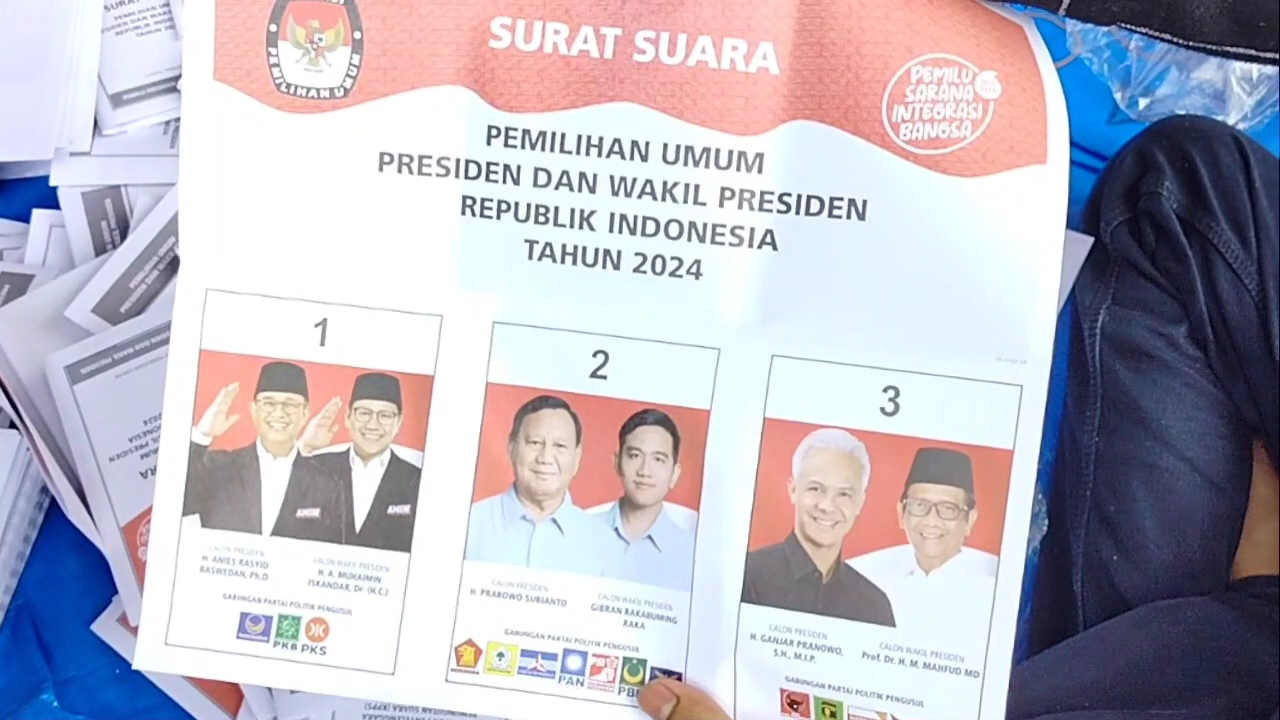 PEMILIHAN UMUM
SURAT SUARA
PEMILU
SARANA
INTEGRASI
BANGSA
PEMILIHAN UMUM
PRESIDEN DAN WAKIL PRESIDEN
REPUBLIK INDONESIA
TAHUN 2024
1
AMIN
AMIN
CALON PRESIDEN
H. ANIES RASYID
BASWEDAN, Ph.D
CALON WAKIL PRESIDEN
H. A. MUHAIMIN
ISKANDAR, Dr. (H.C.)
GABUNGAN PARTAI POLITIK PENGUSUL
PKB
PKS
2
CALON PRESIDEN
H. PRABOWO SUBIANTO
CALON WAKIL PRESIDEN
GIBRAN RAKABUMING
RAKA
GABUNGAN PARTAI POLITIK PENGUSUL
GERINDRA
PAN
3
CALON PRESIDEN
H. GANJAR PRANOWO,
S.H., M.I.P.
CALON WAKIL PRESIDEN
Prof. Dr. H. M. MAHFUD MD
GABUNGAN PARTAI POLITIK PENGUSUL